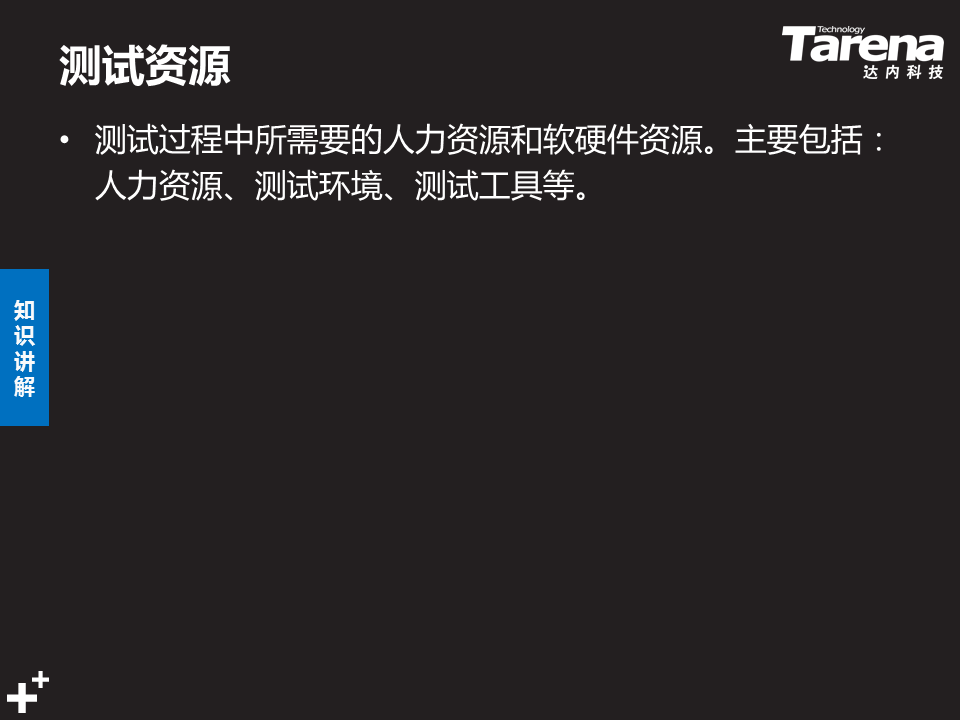 测试资源
Technology
Tarena
达内科技
• 测试过程中所需要的人力资源和软硬件资源。主要包括：
人力资源、测试环境、测试工具等。
知
识
讲
解